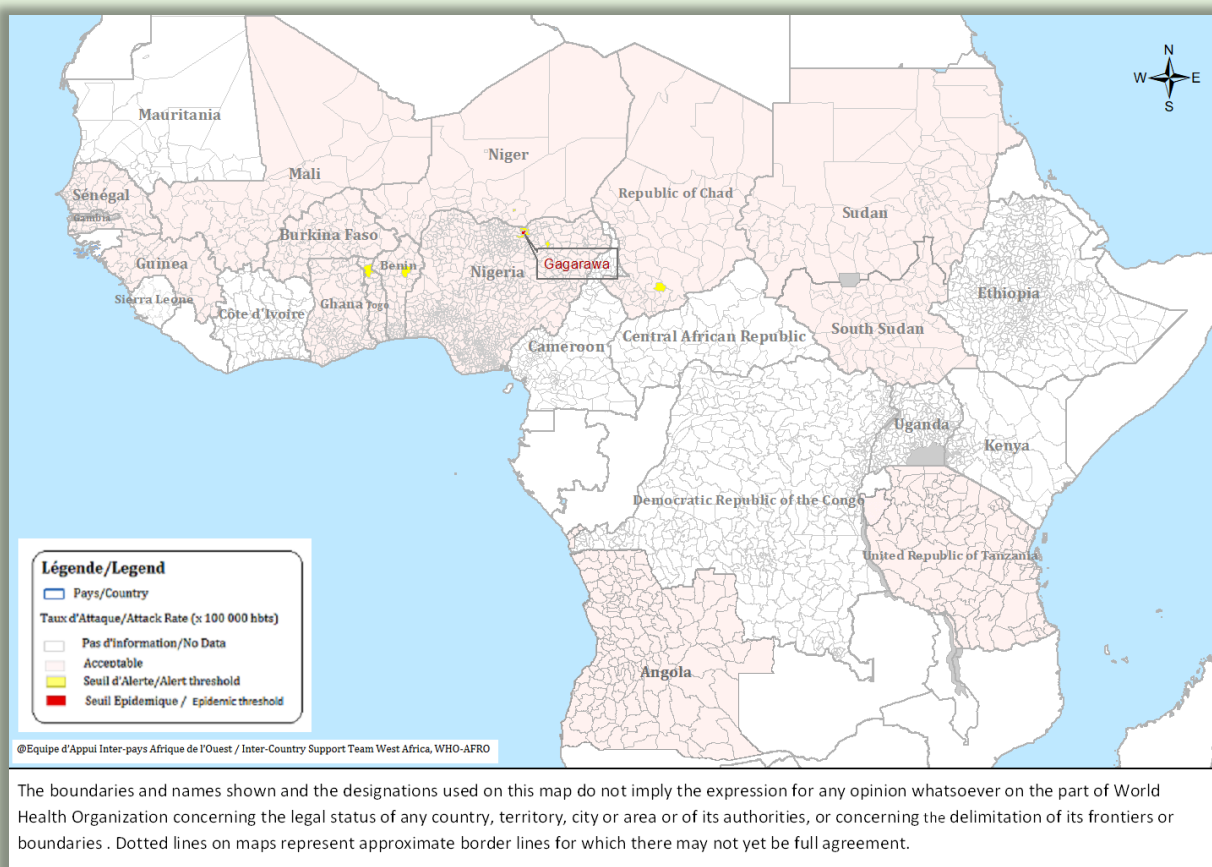 N
W E
S
Mauritania
Mali
Niger
Republic of Chad
Sudan
Sénégal
Gambia
Burkina Faso
Guinea
Benin
Nigeria
Gagarawa
Sierra Leone
Côte d'Ivoire
Ghana
Togo
Cameroon
Central African Republic
South Sudan
Ethiopia
Uganda
Kenya
Democratic Republic of the Congo
United Republic of Tanzania
Angola
Légende/Legend
Pays/Country
Taux d'Attaque/Attack Rate (x 100 000 hbts)
Pas d'information/No Data
Acceptable
Seuil d'Alerte/Alert threshold
Seuil Epidemique / Epidemic threshold
@Equipe d'Appui Inter-pays Afrique de l'Ouest / Inter-Country Support Team West Africa, WHO-AFRO
The boundaries and names shown and the designations used on this map do not imply the expression for any opinion whatsoever on the part of World
Health Organization concerning the legal status of any country, territory, city or area or of its authorities, or concerning the delimitation of its frontiers or
boundaries . Dotted lines on maps represent approximate border lines for which there may not yet be full agreement.